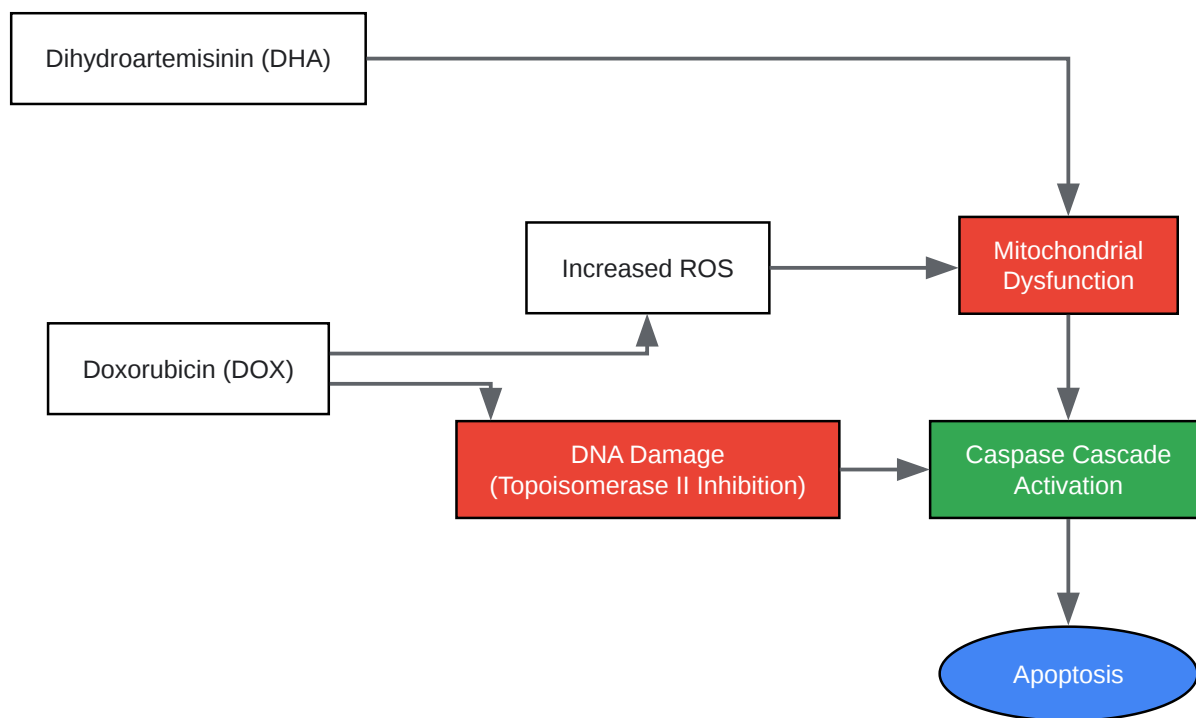 Dihydroartemisinin (DHA)
Mitochondrial
Dysfunction
Increased ROS
Doxorubicin (DOX)
DNA Damage
(Topoisomerase II Inhibition)
Caspase Cascade
Activation
Apoptosis